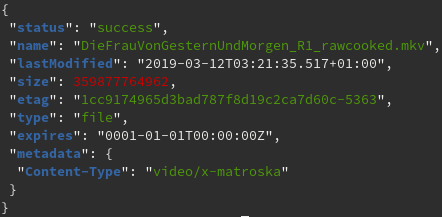 {
"status": "success",
"name": "DieFrauVonGesternUndMorgen_R1_rawcooked.mkv",
"lastModified": "2019-03-12T03:21:35.517+01:00",
"size": 359877764962,
"etag": "1cc9174965d3bad787f8d19c2ca7d60c-5363",
"type": "file",
"expires": "0001-01-01T00:00:00Z",
"metadata": {
"Content-Type": "video/x-matroska"
}
}